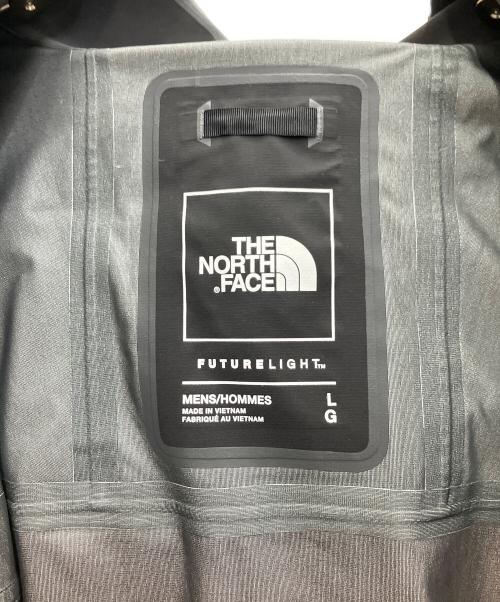 THE
NORTH
®FACE
FUTURELIGHT™
MENS/HOMMES L
MADE IN VIETNAM G
FABRIQUÉ AU VIETNAM